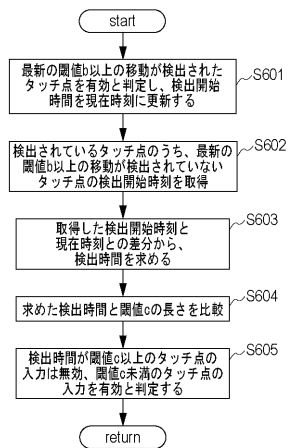 start
最新の閾値b以上の移動が検出された
タッチ点を有効と判定し、検出開始
時間を現在時刻に更新する
S601
検出されているタッチ点のうち、最新の
閾値b以上の移動が検出されていない
タッチ点の検出開始時刻を取得
S602
取得した検出開始時刻と
現在時刻との差分から、
検出時間を求める
S603
求めた検出時間と閾値cの長さを比較
S604
検出時間が閾値c以上のタッチ点の
入力は無効、閾値c未満のタッチ点の
入力を有効と判定する
S605
return